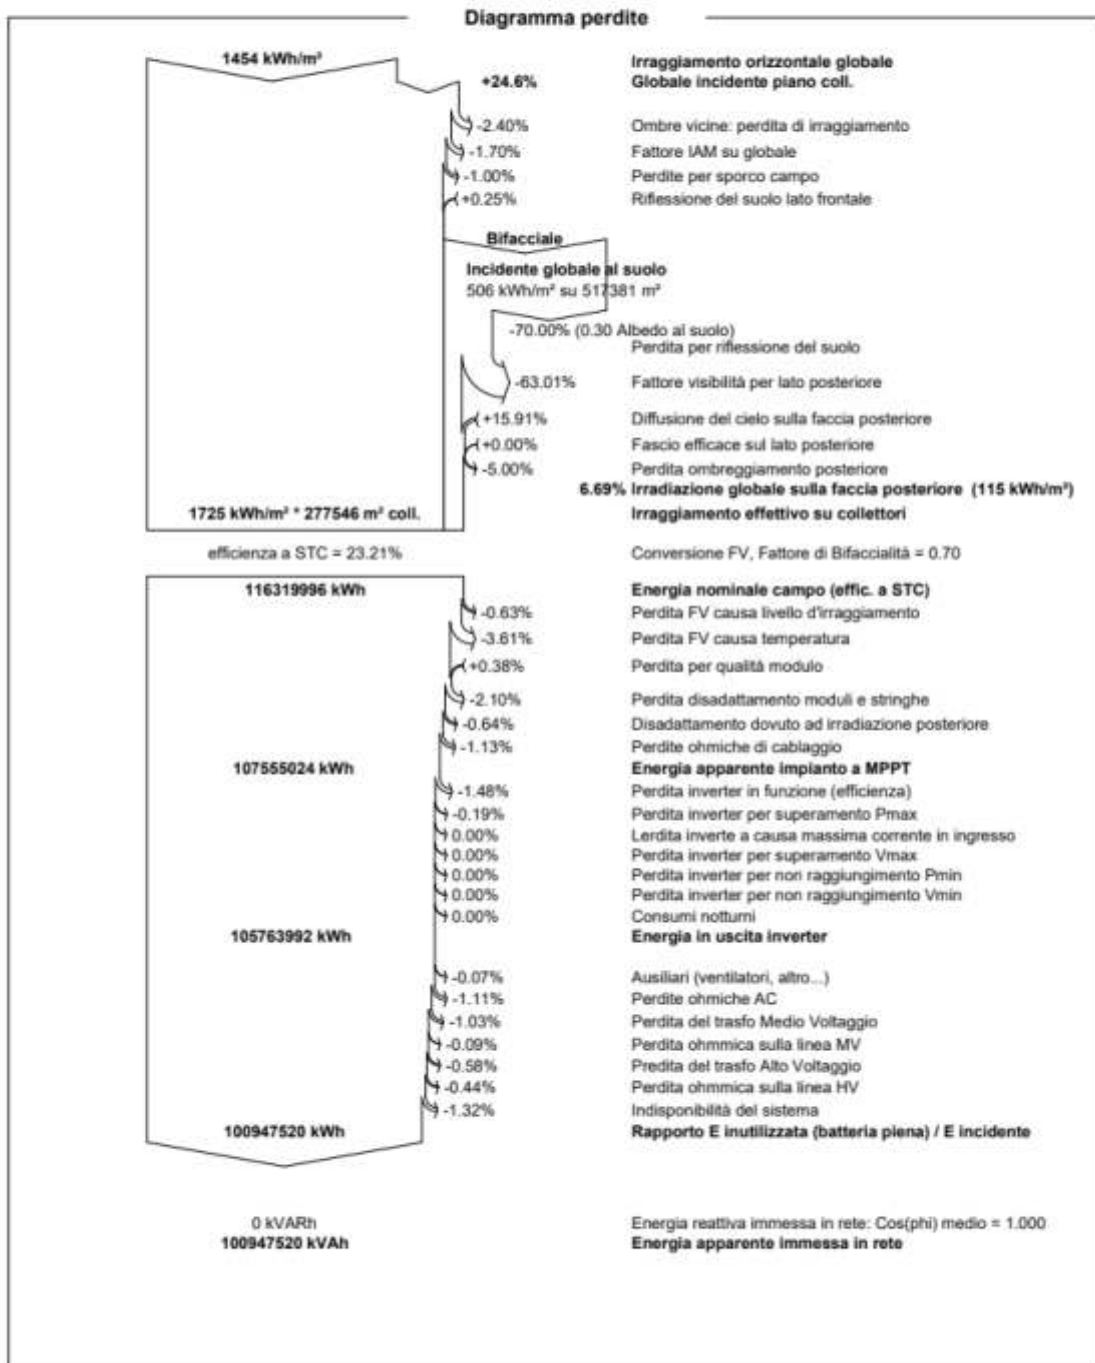 Diagramma perdite
1454 kWh/m² Irraggiamento orizzontale globale
+24.6% Globale incidente piano coll.
-2.40% Ombre vicine: perdita di irraggiamento
-1.70% Fattore IAM su globale
-1.00% Perdite per sporco campo
+0.25% Riflessione del suolo lato frontale
Bifacciale
Incidente globale al suolo
506 kWh/m² su 517381 m²
-70.00% (0.30 Albedo al suolo)
Perdita per riflessione del suolo
-63.01% Fattore visibilità per lato posteriore
+15.91% Diffusione del cielo sulla faccia posteriore
+0.00% Fascio efficace sul lato posteriore
-5.00% Perdita ombreggiamento posteriore
6.69% Irradiazione globale sulla faccia posteriore (115 kWh/m²)
1725 kWh/m² * 277546 m² coll. Irraggiamento effettivo su collettori
efficienza a STC = 23.21% Conversione FV, Fattore di Bifaccialità = 0.70
116319996 kWh Energia nominale campo (effic. a STC)
-0.63% Perdita FV causa livello d'irraggiamento
-3.61% Perdita FV causa temperatura
+0.38% Perdita per qualità modulo
-2.10% Perdita disadattamento moduli e stringhe
-0.64% Disadattamento dovuto ad irradiazione posteriore
-1.13% Perdite ohmiche di cablaggio
107555024 kWh Energia apparente impianto a MPPT
-1.48% Perdita inverter in funzione (efficienza)
-0.19% Perdita inverter per superamento Pmax
0.00% Lerdita inverte a causa massima corrente in ingresso
0.00% Perdita inverter per superamento Vmax
0.00% Perdita inverter per non raggiungimento Pmin
0.00% Perdita inverter per non raggiungimento Vmin
0.00% Consumi notturni
105763992 kWh Energia in uscita inverter
-0.07% Ausiliari (ventilatori, altro...)
-1.11% Perdite ohmiche AC
-1.03% Perdita del trasfo Medio Voltaggio
-0.09% Perdita ohmmica sulla linea MV
-0.58% Predita del trasfo Alto Voltaggio
-0.44% Perdita ohmmica sulla linea HV
-1.32% Indisponibilità del sistema
100947520 kWh Rapporto E inutilizzata (batteria piena) / E incidente
0 kVARh Energia reattiva immessa in rete: Cos(phi) medio = 1.000
100947520 kVAh Energia apparente immessa in rete